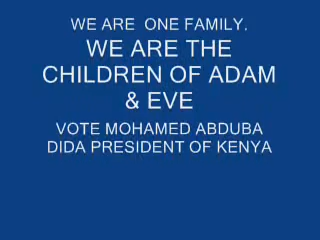 WE ARE  ONE FAMILY.
WE ARE THE
CHILDREN OF ADAM
& EVE
VOTE MOHAMED ABDUBA
DIDA PRESIDENT OF KENYA